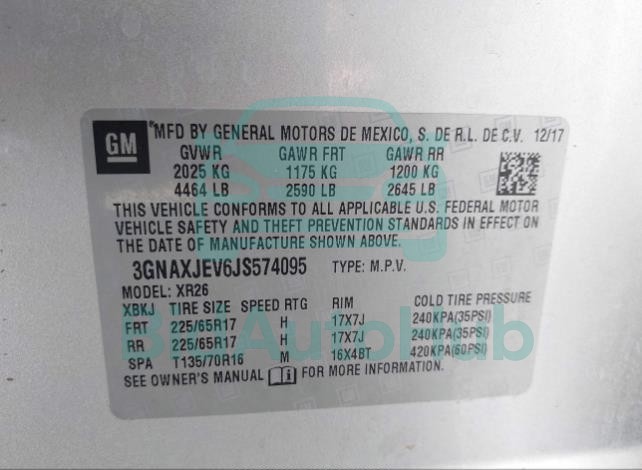 GM
MFD BY GENERAL MOTORS DE MEXICO, S. DE R.L. DE C.V. 12/17
GVWR GAWR FRT GAWR RR
2025 KG 1175 KG 1200 KG
4464 LB 2590 LB 2645 LB
THIS VEHICLE CONFORMS TO ALL APPLICABLE U.S. FEDERAL MOTOR
VEHICLE SAFETY AND THEFT PREVENTION STANDARDS IN EFFECT ON
THE DATE OF MANUFACTURE SHOWN ABOVE.
3GNAXJEV6JS574095 TYPE: M.P.V.
MODEL: XR26
XBKJ TIRE SIZE SPEED RTG RIM COLD TIRE PRESSURE
FRT 225/65R17 H 17X7J 240KPA(35PSI)
RR 225/65R17 H 17X7J 240KPA(35PSI)
SPA T135/70R16 M 16X4BT 420KPA(60PSI)
SEE OWNER'S MANUAL FOR MORE INFORMATION.